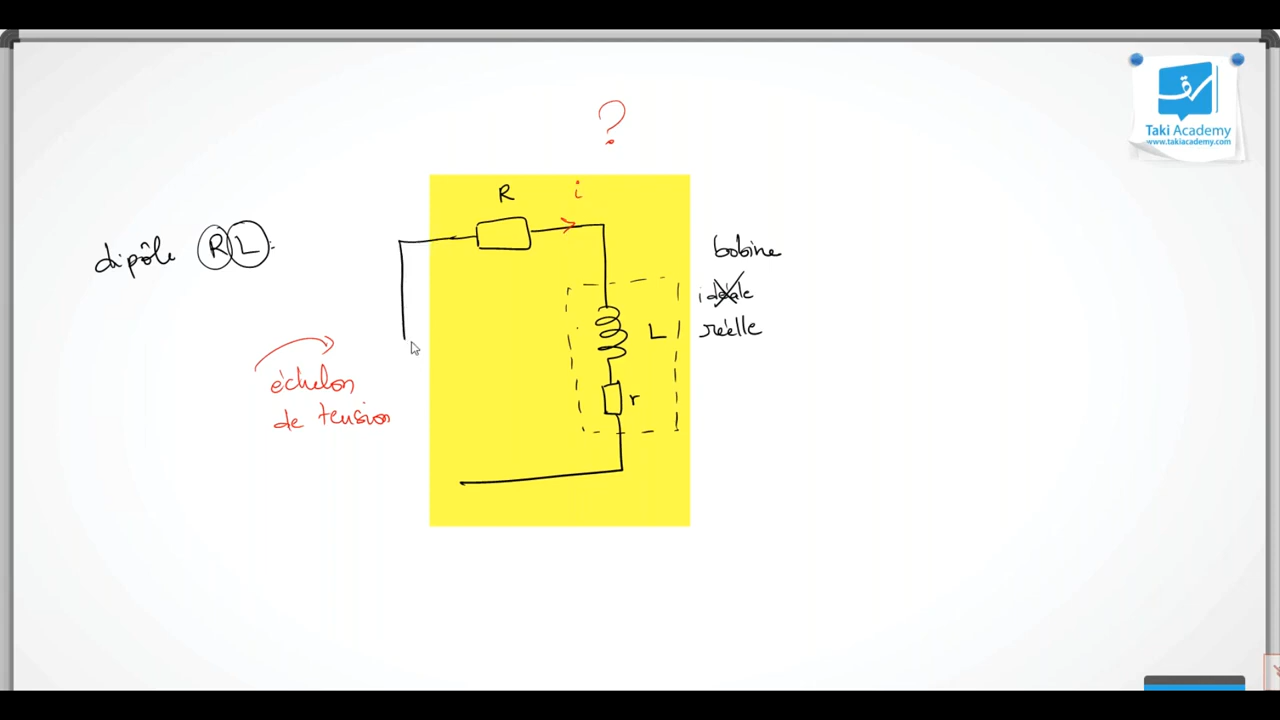 ?
R
i
dipôle RL:
bobine
idéale
réelle
L
r
échelon
de tension
Taki Academy
www.takiacademy.com